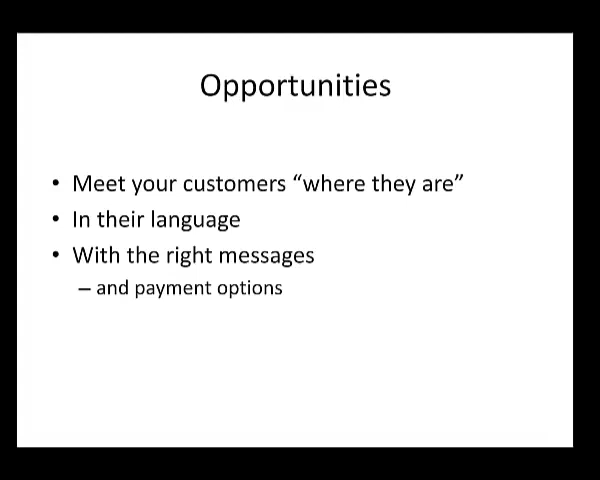 Opportunities
• Meet your customers “where they are”
• In their language
• With the right messages
– and payment options